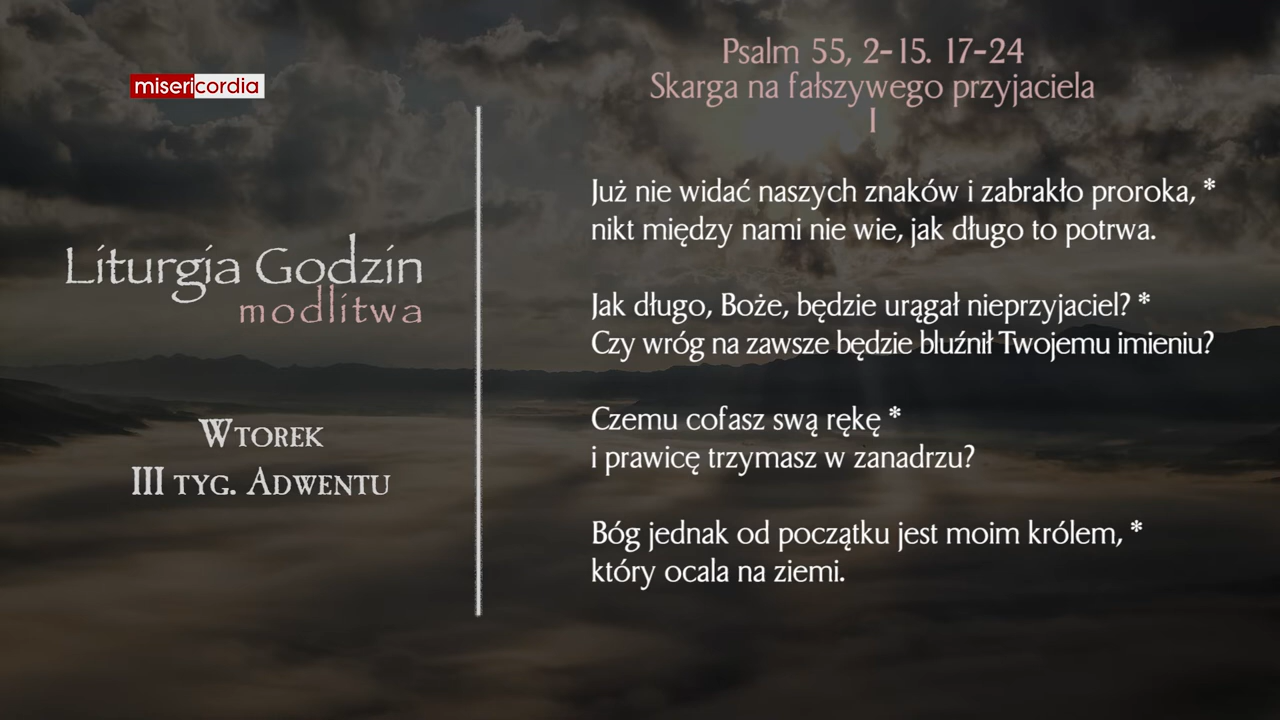 misericordia
Liturgia Godzin
modlitwa
Wtorek
III tyg. Adwentu
Psalm 55, 2-15. 17-24
Skarga na fałszywego przyjaciela
I
Już nie widać naszych znaków i zabrakło proroka, *
nikt między nami nie wie, jak długo to potrwa.
Jak długo, Boże, będzie urągał nieprzyjaciel? *
Czy wróg na zawsze będzie bluźnił Twojemu imieniu?
Czemu cofasz swą rękę *
i prawicę trzymasz w zanadrzu?
Bóg jednak od początku jest moim królem, *
który ocala na ziemi.